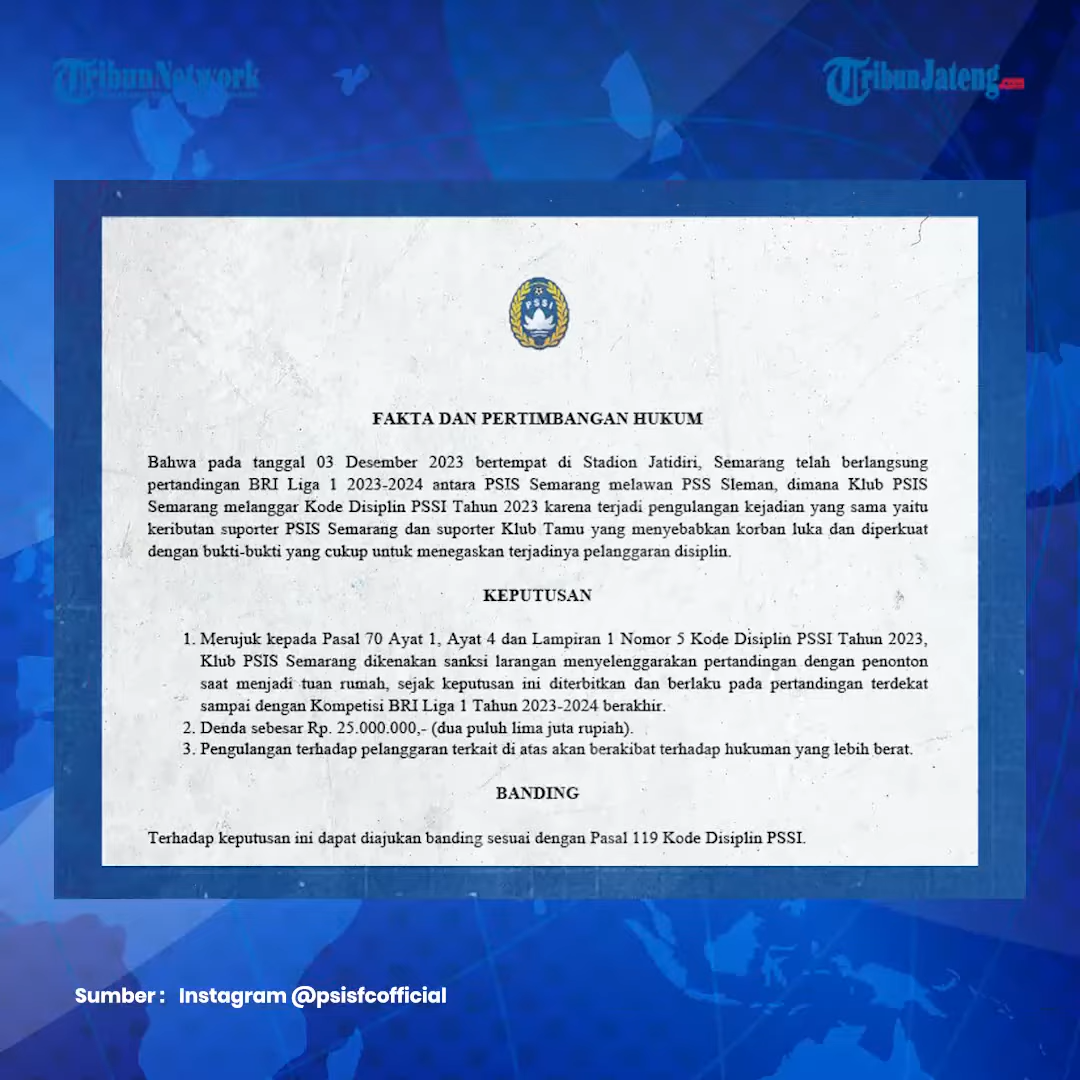 TribunNetwork
TribunJateng
PSSI
FAKTA DAN PERTIMBANGAN HUKUM
Bahwa pada tanggal 03 Desember 2023 bertempat di Stadion Jatidiri, Semarang telah berlangsung
pertandingan BRI Liga 1 2023-2024 antara PSIS Semarang melawan PSS Sleman, dimana Klub PSIS
Semarang melanggar Kode Disiplin PSSI Tahun 2023 karena terjadi pengulangan kejadian yang sama yaitu
keributan suporter PSIS Semarang dan suporter Klub Tamu yang menyebabkan korban luka dan diperkuat
dengan bukti-bukti yang cukup untuk menegaskan terjadinya pelanggaran disiplin.
KEPUTUSAN
1. Merujuk kepada Pasal 70 Ayat 1, Ayat 4 dan Lampiran 1 Nomor 5 Kode Disiplin PSSI Tahun 2023,
Klub PSIS Semarang dikenakan sanksi larangan menyelenggarakan pertandingan dengan penonton
saat menjadi tuan rumah, sejak keputusan ini diterbitkan dan berlaku pada pertandingan terdekat
sampai dengan Kompetisi BRI Liga 1 Tahun 2023-2024 berakhir.
2. Denda sebesar Rp. 25.000.000,- (dua puluh lima juta rupiah).
3. Pengulangan terhadap pelanggaran terkait di atas akan berakibat terhadap hukuman yang lebih berat.
BANDING
Terhadap keputusan ini dapat diajukan banding sesuai dengan Pasal 119 Kode Disiplin PSSI.
Sumber : Instagram @psisfcofficial